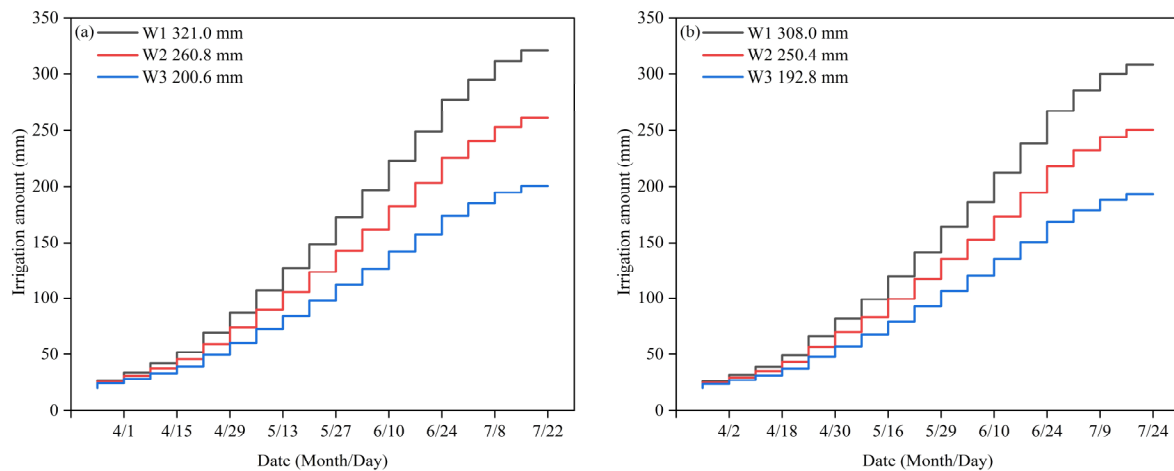 (a)
W1 321.0 mm
W2 260.8 mm
W3 200.6 mm
350
300
250
200
150
100
50
0
Irrigation amount (mm)
4/1 4/15 4/29 5/13 5/27 6/10 6/24 7/8 7/22
Date (Month/Day)
(b)
W1 308.0 mm
W2 250.4 mm
W3 192.8 mm
350
300
250
200
150
100
50
0
Irrigation amount (mm)
4/2 4/18 4/30 5/16 5/29 6/10 6/24 7/9 7/24
Date (Month/Day)